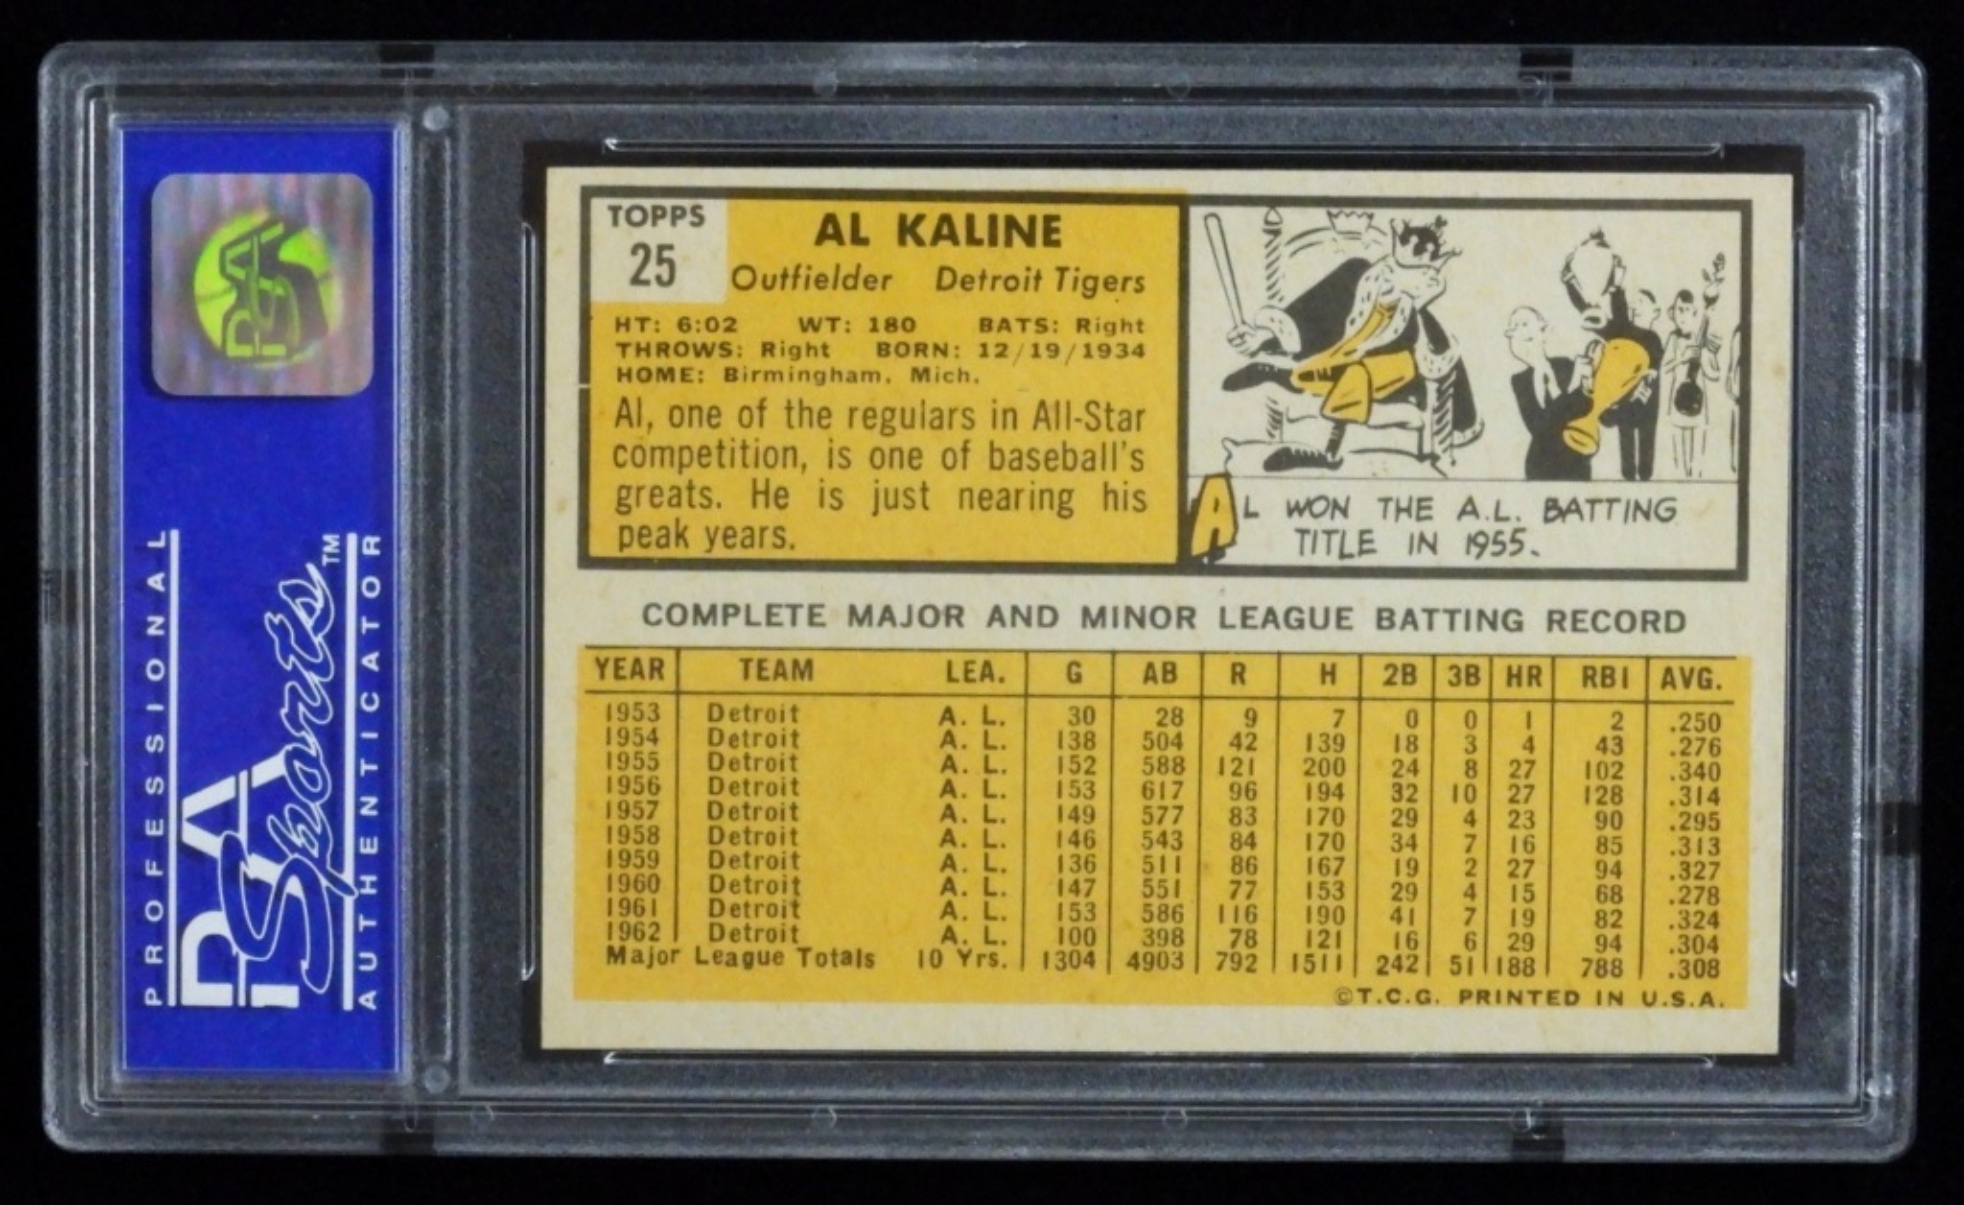 PSA
PROFESSIONAL
PSA Sports™
AUTHENTICATOR
TOPPS
25
AL KALINE
Outfielder Detroit Tigers
HT: 6:02 WT: 180 BATS: Right
THROWS: Right BORN: 12/19/1934
HOME: Birmingham, Mich.
Al, one of the regulars in All-Star
competition, is one of baseball's
greats. He is just nearing his
peak years.
AL WON THE A.L. BATTING
TITLE IN 1955.
COMPLETE MAJOR AND MINOR LEAGUE BATTING RECORD
YEAR TEAM LEA. G AB R H 2B 3B HR RBI AVG.
1953 Detroit A. L. 30 28 9 7 0 0 1 2 .250
1954 Detroit A. L. 138 504 42 139 18 3 4 43 .276
1955 Detroit A. L. 152 588 121 200 24 8 27 102 .340
1956 Detroit A. L. 153 617 96 194 32 10 27 128 .314
1957 Detroit A. L. 149 577 83 170 29 4 23 90 .295
1958 Detroit A. L. 146 543 84 170 34 7 16 85 .313
1959 Detroit A. L. 136 511 86 167 19 2 27 94 .327
1960 Detroit A. L. 147 551 77 153 29 4 15 68 .278
1961 Detroit A. L. 153 586 116 190 41 7 19 82 .324
1962 Detroit A. L. 100 398 78 121 16 6 29 94 .304
Major League Totals 10 Yrs. 1304 4903 792 1511 242 51 188 788 .308
©T.C.G. PRINTED IN U.S.A.